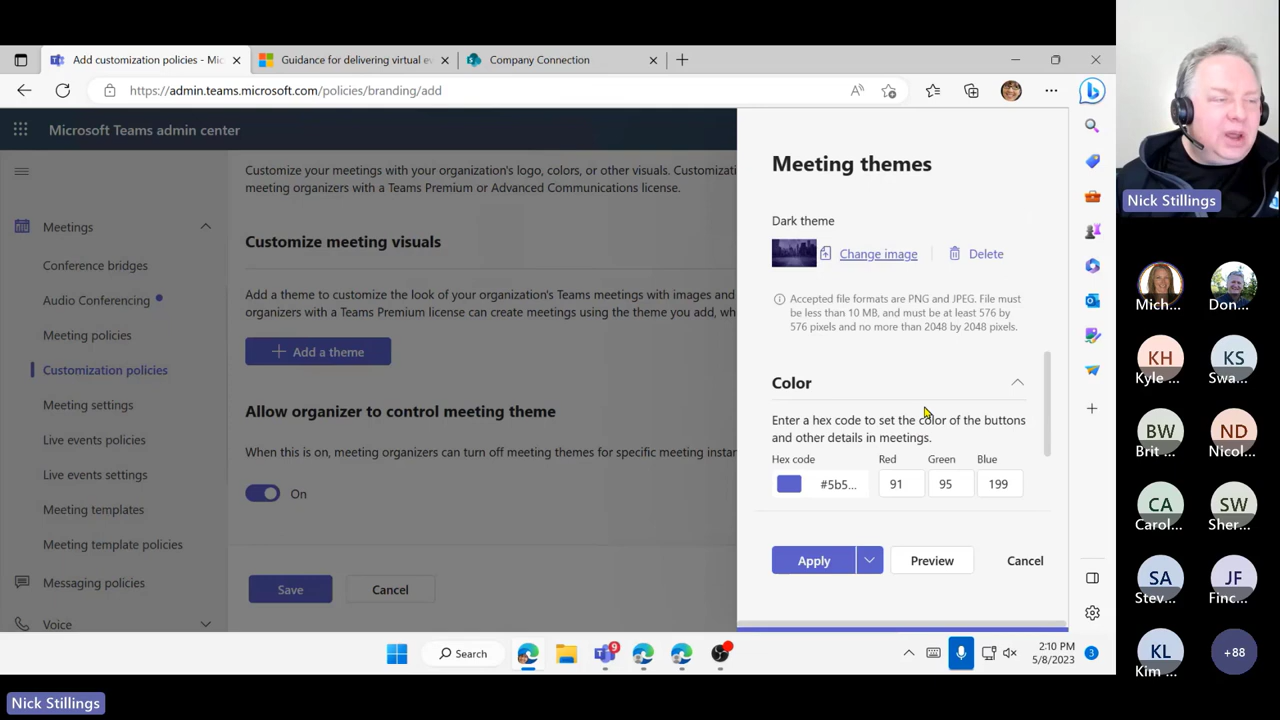 Add customization policies - Mic
Guidance for delivering virtual ev
Company Connection
https://admin.teams.microsoft.com/policies/branding/add
Microsoft Teams admin center
Meetings
Conference bridges
Audio Conferencing
Meeting policies
Customization policies
Meeting settings
Live events policies
Live events settings
Meeting templates
Meeting template policies
Messaging policies
Voice
Customize your meetings with your organization's logo, colors, or other visuals.
meeting organizers with a Teams Premium or Advanced Communications license.
Customize meeting visuals
Add a theme to customize the look of your organization's Teams meetings with images and
organizers with a Teams Premium license can create meetings using the theme you add,
+ Add a theme
Allow organizer to control meeting theme
When this is on, meeting organizers can turn off meeting themes for specific meeting
On
Save
Cancel
Meeting themes
Dark theme
Change image
Delete
Accepted file formats are PNG and JPEG. File must
be less than 10 MB, and must be at least 576 by
576 pixels and no more than 2048 by 2048 pixels.
Color
Enter a hex code to set the color of the buttons
and other details in meetings.
Hex code Red Green Blue
#5b5... 91 95 199
Apply
Preview
Cancel
Search
9
2:10 PM
5/8/2023
3
Nick Stillings
Mich...
Don...
KH
Kyle ...
KS
Swa...
BW
Brit ...
ND
Nicol...
CA
Carol...
SW
Sher...
SA
Stev...
JF
Finc...
KL
Kim ...
+88
Nick Stillings